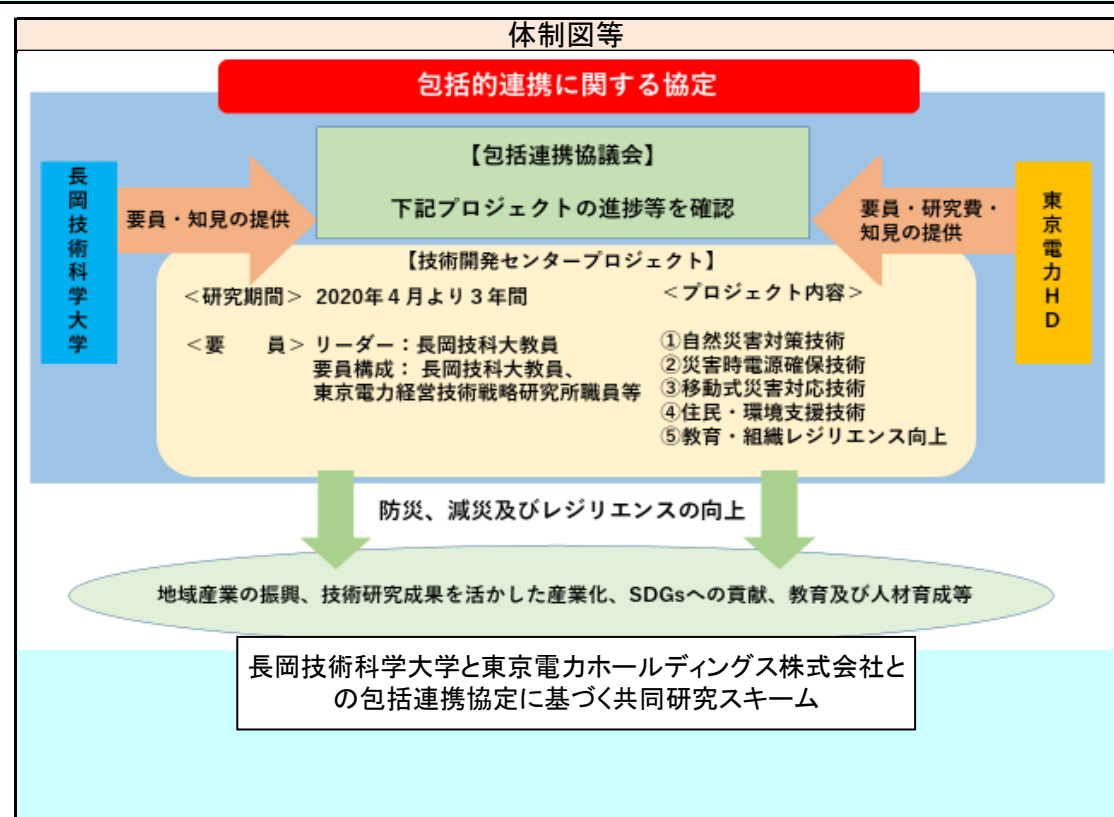 体制図等
包括的連携に関する協定
【包括連携協議会】
下記プロジェクトの進捗等を確認
長岡技術科学大学
要員・知見の提供
要員・研究費・
知見の提供
東京電力HD
【技術開発センタープロジェクト】
＜研究期間＞ 2020年４月より３年間
＜要　　員＞ リーダー：長岡技科大教員
要員構成： 長岡技科大教員、
東京電力経営技術戦略研究所職員等
＜プロジェクト内容＞
①自然災害対策技術
②災害時電源確保技術
③移動式災害対応技術
④住民・環境支援技術
⑤教育・組織レジリエンス向上
防災、減災及びレジリエンスの向上
地域産業の振興、技術研究成果を活かした産業化、SDGsへの貢献、教育及び人材育成等
長岡技術科学大学と東京電力ホールディングス株式会社と
の包括連携協定に基づく共同研究スキーム